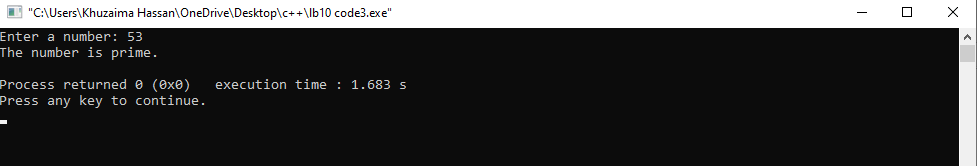 "C:\Users\Khuzaima Hassan\OneDrive\Desktop\c++\lb10 code3.exe"
Enter a number: 53
The number is prime.
Process returned 0 (0x0)   execution time : 1.683 s
Press any key to continue.